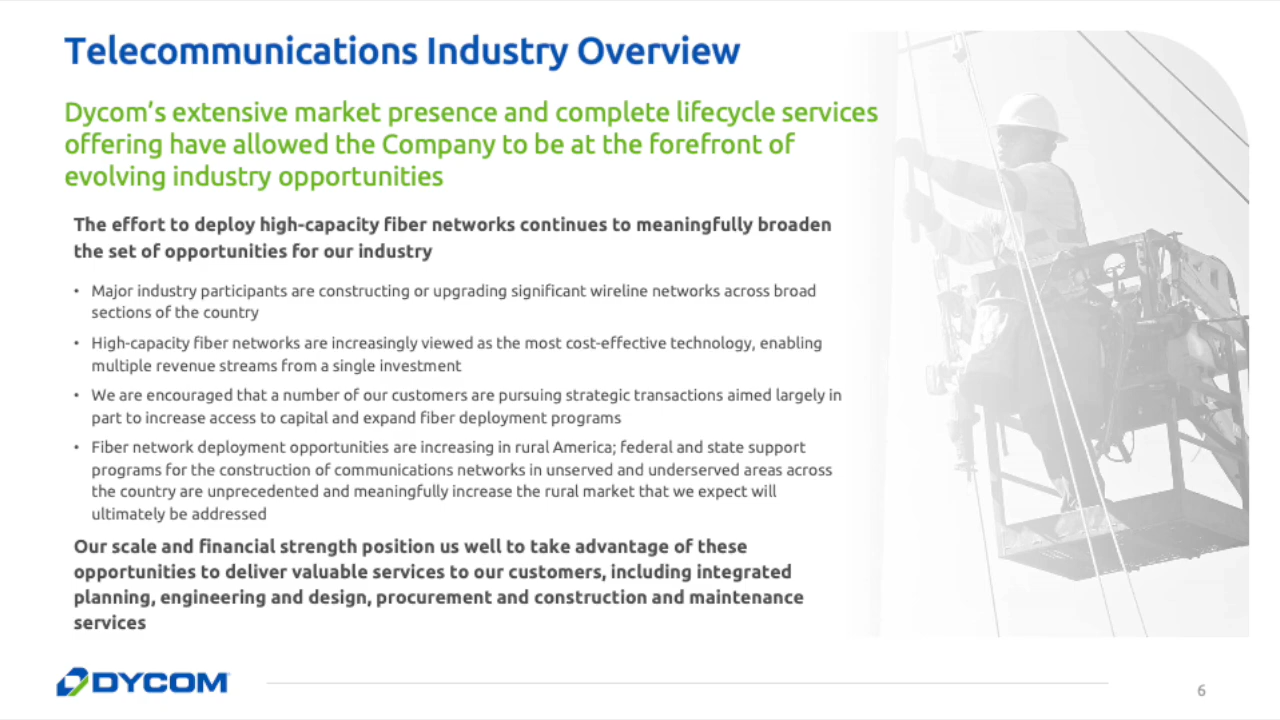 Telecommunications Industry Overview
Dycom’s extensive market presence and complete lifecycle services
offering have allowed the Company to be at the forefront of
evolving industry opportunities
The effort to deploy high-capacity fiber networks continues to meaningfully broaden
the set of opportunities for our industry
• Major industry participants are constructing or upgrading significant wireline networks across broad
sections of the country
• High-capacity fiber networks are increasingly viewed as the most cost-effective technology, enabling
multiple revenue streams from a single investment
• We are encouraged that a number of our customers are pursuing strategic transactions aimed largely in
part to increase access to capital and expand fiber deployment programs
• Fiber network deployment opportunities are increasing in rural America; federal and state support
programs for the construction of communications networks in unserved and underserved areas across
the country are unprecedented and meaningfully increase the rural market that we expect will
ultimately be addressed
Our scale and financial strength position us well to take advantage of these
opportunities to deliver valuable services to our customers, including integrated
planning, engineering and design, procurement and construction and maintenance
services
DYCOM
6